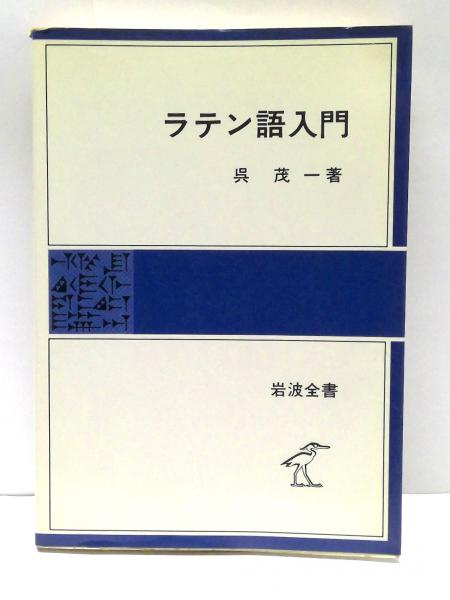 ラテン語入門
呉 茂 一 著
岩波全書